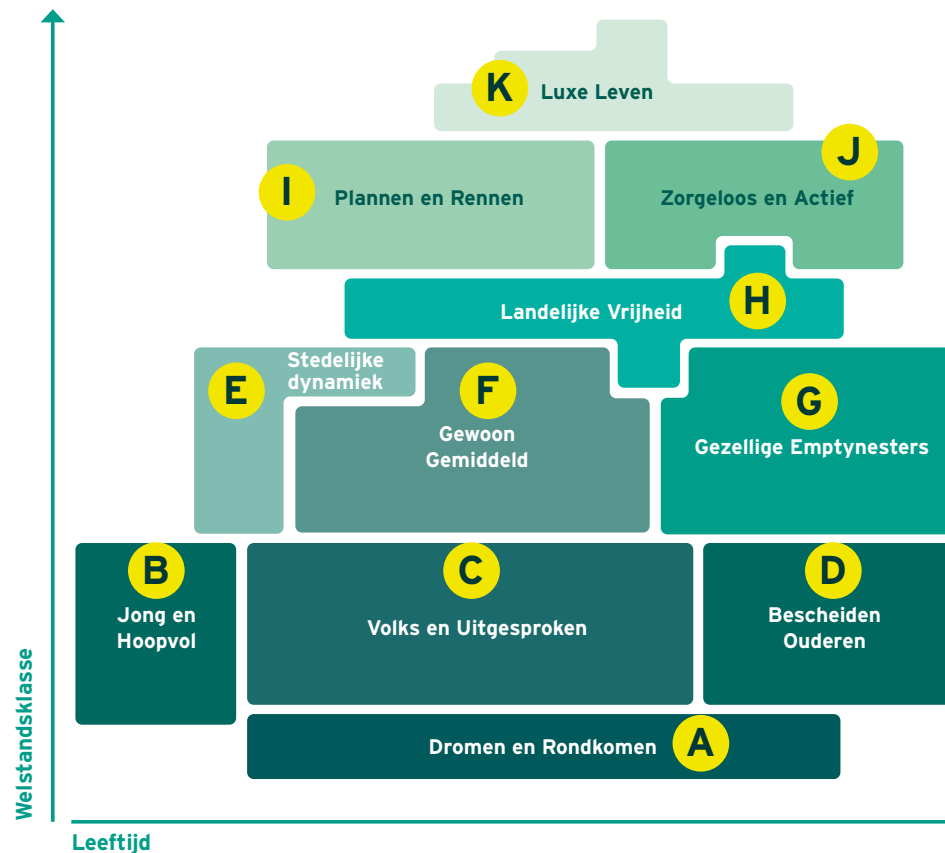 K
Luxe Leven
I
Plannen en Rennen
J
Zorgeloos en Actief
H
Landelijke Vrijheid
E
Stedelijke
dynamiek
F
Gewoon
Gemiddeld
G
Gezellige Emptynesters
B
Jong en
Hoopvol
C
Volks en Uitgesproken
D
Bescheiden
Ouderen
Dromen en Rondkomen
A
Welstandsklasse
Leeftijd